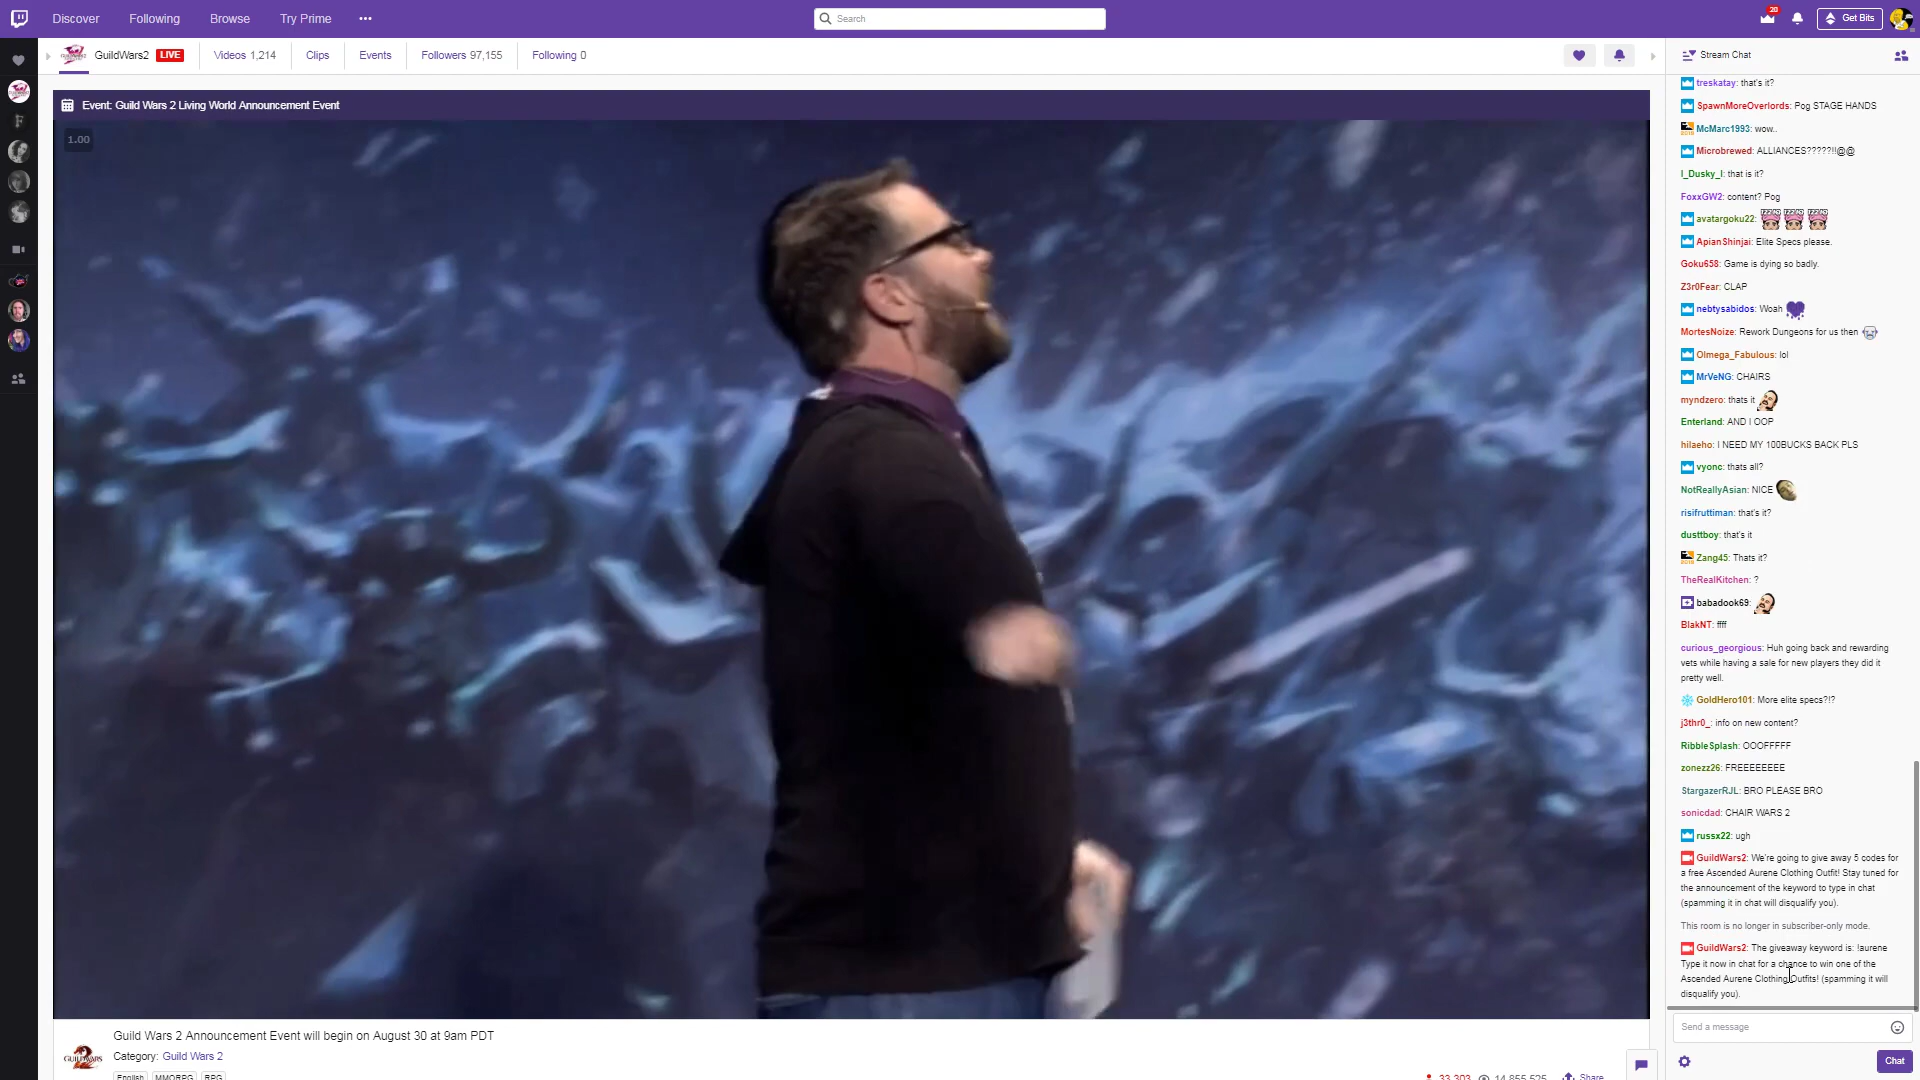 Discover
Following
Browse
Try Prime
Search
20
Get Bits
GuildWars2 LIVE
Videos 1,214
Clips
Events
Followers 97,155
Following 0
Event: Guild Wars 2 Living World Announcement Event
1.00
Guild Wars 2 Announcement Event will begin on August 30 at 9am PDT
Category: Guild Wars 2
English
MMORPG
RPG
33,303
14,855,525
Share
Stream Chat
treskatay: that's it?
SpawnMoreOverlords: Pog STAGE HANDS
McMarc1993: wow..
Microbrewed: ALLIANCES?????!!@@
I_Dusky_I: that is it?
FoxxGW2: content? Pog
avatargoku22:
ApianShinjai: Elite Specs please.
Goku658: Game is dying so badly.
Z3r0Fear: CLAP
nebtysabidos: Woah
MortesNoize: Rework Dungeons for us then
Olmega_Fabulous: lol
MrVeNG: CHAIRS
myndzero: thats it
Enterland: AND I OOP
hilaeho: I NEED MY 100BUCKS BACK PLS
vyonc: thats all?
NotReallyAsian: NICE
risifruttiman: that's it?
dusttboy: that's it
Zang45: Thats it?
TheRealKitchen: ?
babadook69:
BlakNT: ffff
curious_georgious: Huh going back and rewarding
vets while having a sale for new players they did it
pretty well.
GoldHero101: More elite specs?!?
j3thr0_: info on new content?
RibbleSplash: OOOFFFFF
zonezz26: FREEEEEEEE
StargazerRJL: BRO PLEASE BRO
sonicdad: CHAIR WARS 2
russx22: ugh
GuildWars2: We're going to give away 5 codes for
a free Ascended Aurene Clothing Outfit! Stay tuned for
the announcement of the keyword to type in chat
(spamming it in chat will disqualify you).
This room is no longer in subscriber-only mode.
GuildWars2: The giveaway keyword is: !aurene
Type it now in chat for a chance to win one of the
Ascended Aurene Clothing Outfits! (spamming it will
disqualify you).
Send a message
Chat